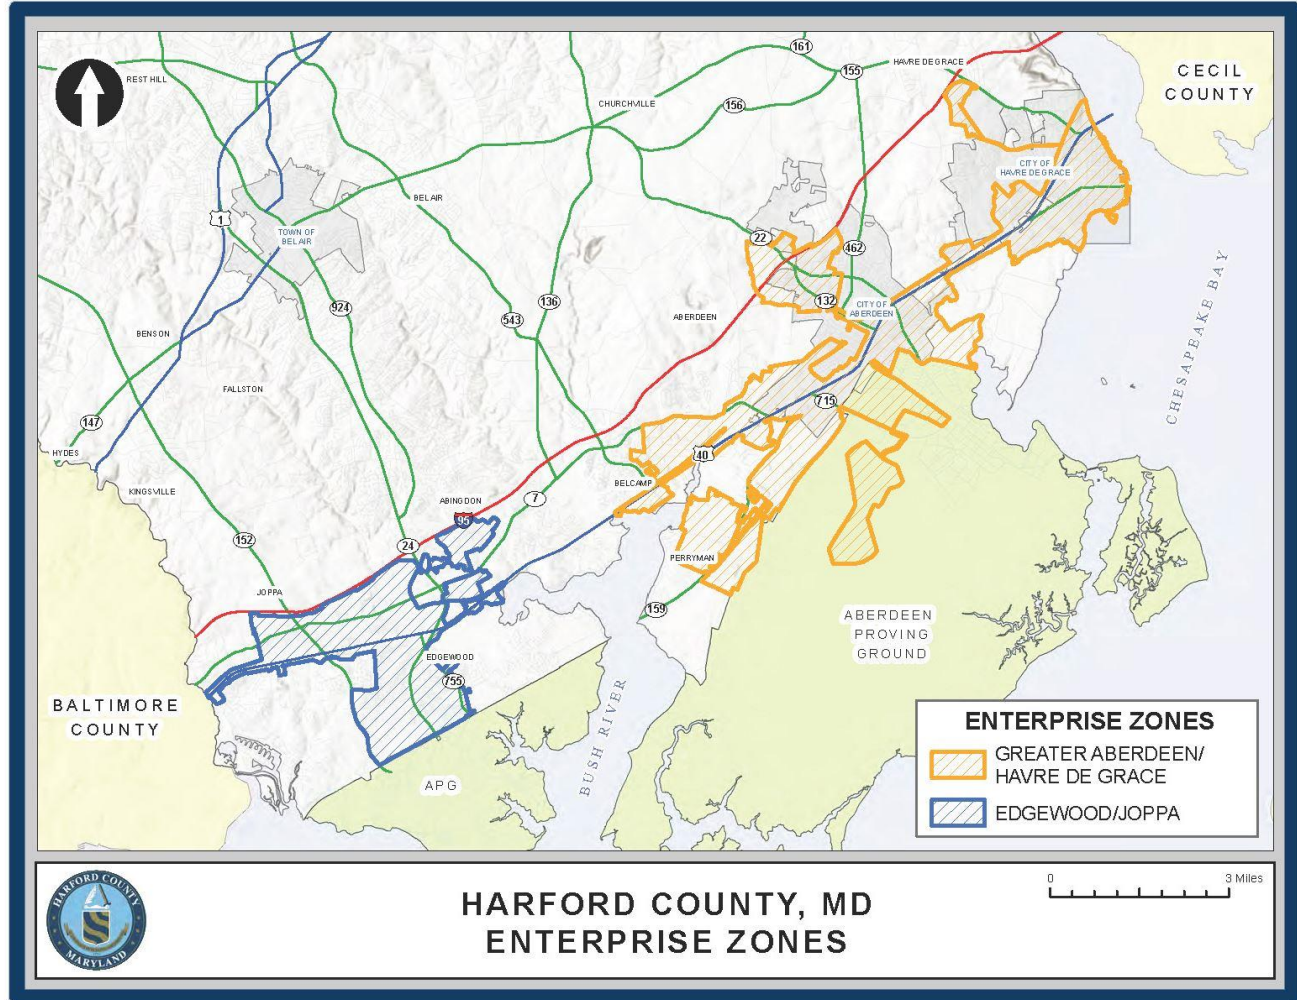 161
HAVRE DE GRACE
155
CECIL
COUNTY
REST HILL
CHURCHVILLE
156
CITY OF
HAVRE DE GRACE
BELAIR
1
TOWN OF
BELAIR
22
462
CHESAPEAKE BAY
136
132
924
543
ABERDEEN
CITY OF
ABERDEEN
BENSON
FALLSTON
715
147
HYDES
40
KINGSVILLE
BELCAMP
ABINGDON
7
95
152
24
PERRYMAN
JOPPA
159
ABERDEEN
PROVING
GROUND
EDGEWOOD
755
BALTIMORE
COUNTY
BUSH RIVER
APG
ENTERPRISE ZONES
GREATER ABERDEEN/
HAVRE DE GRACE
EDGEWOOD/JOPPA
0 3 Miles
HARFORD COUNTY
MARYLAND
HARFORD COUNTY, MD
ENTERPRISE ZONES